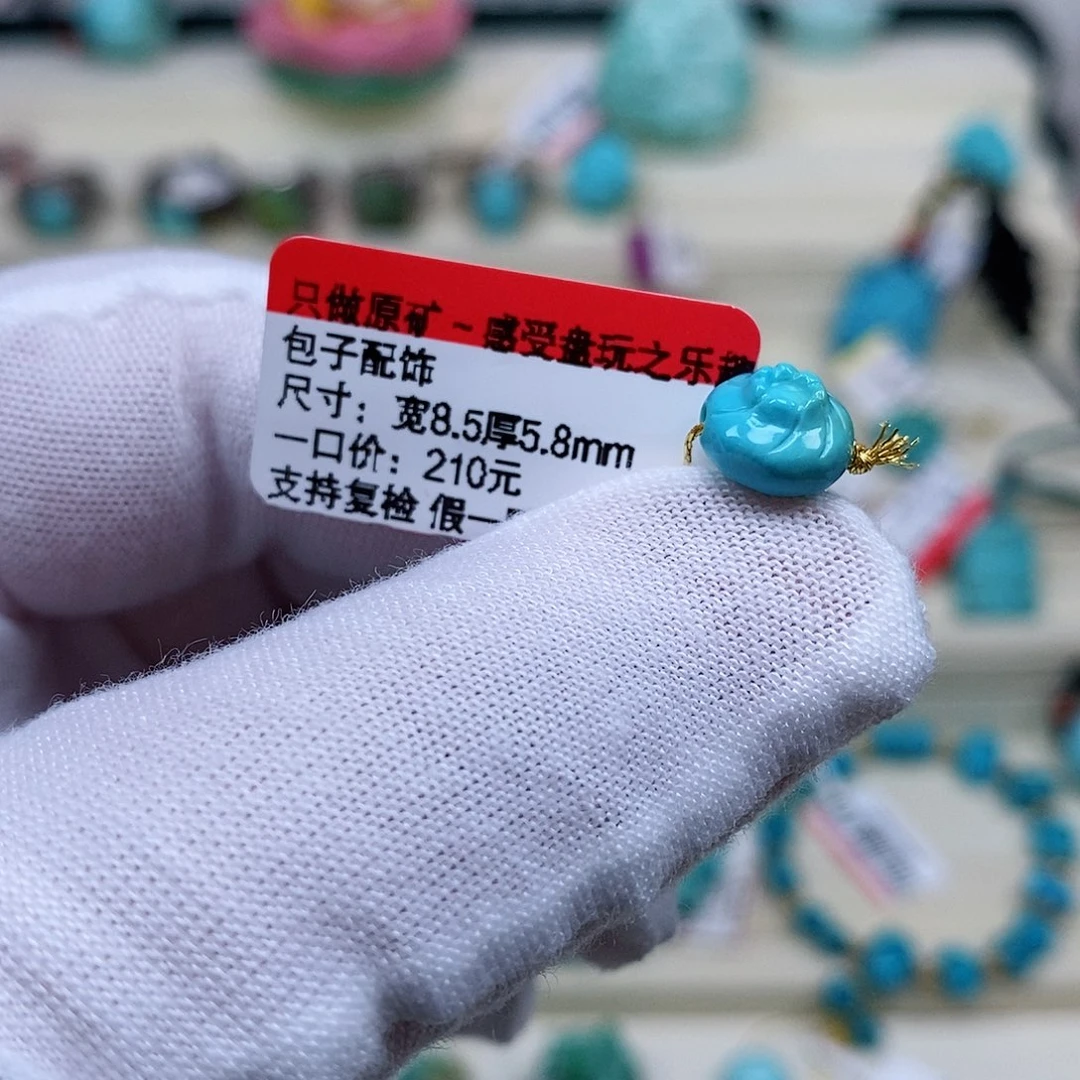 只做原矿~感受盘玩之乐趣
包子配饰
尺寸：宽8.5厚5.8mm
一口价：210元
支持复检 假一